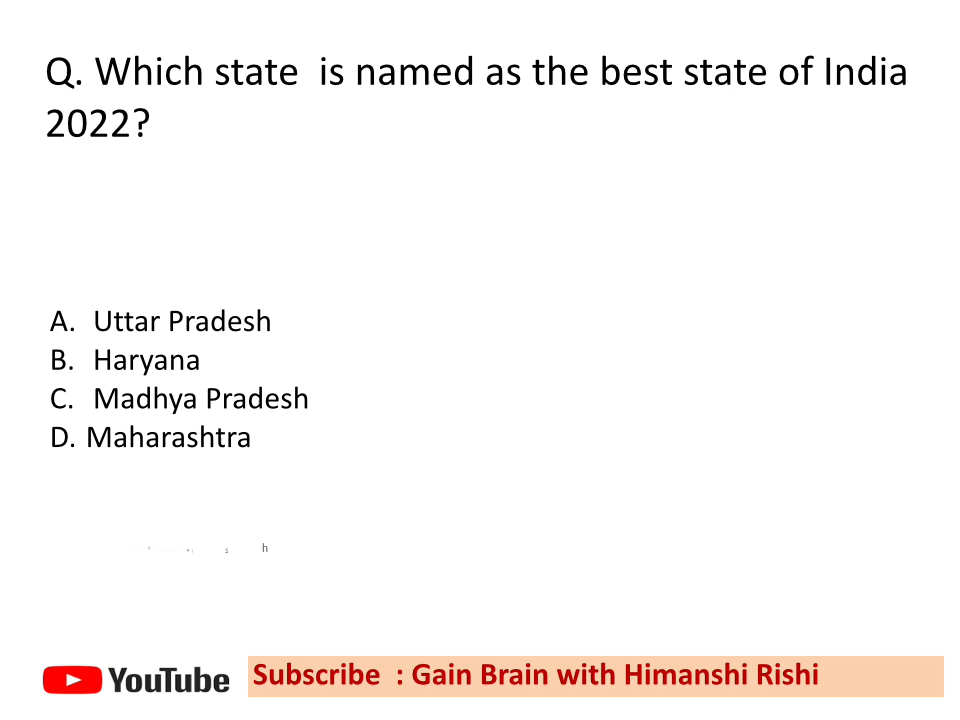 Q. Which state  is named as the best state of India
2022?
A. Uttar Pradesh
B. Haryana
C. Madhya Pradesh
D. Maharashtra
s h
YouTube
Subscribe  : Gain Brain with Himanshi Rishi